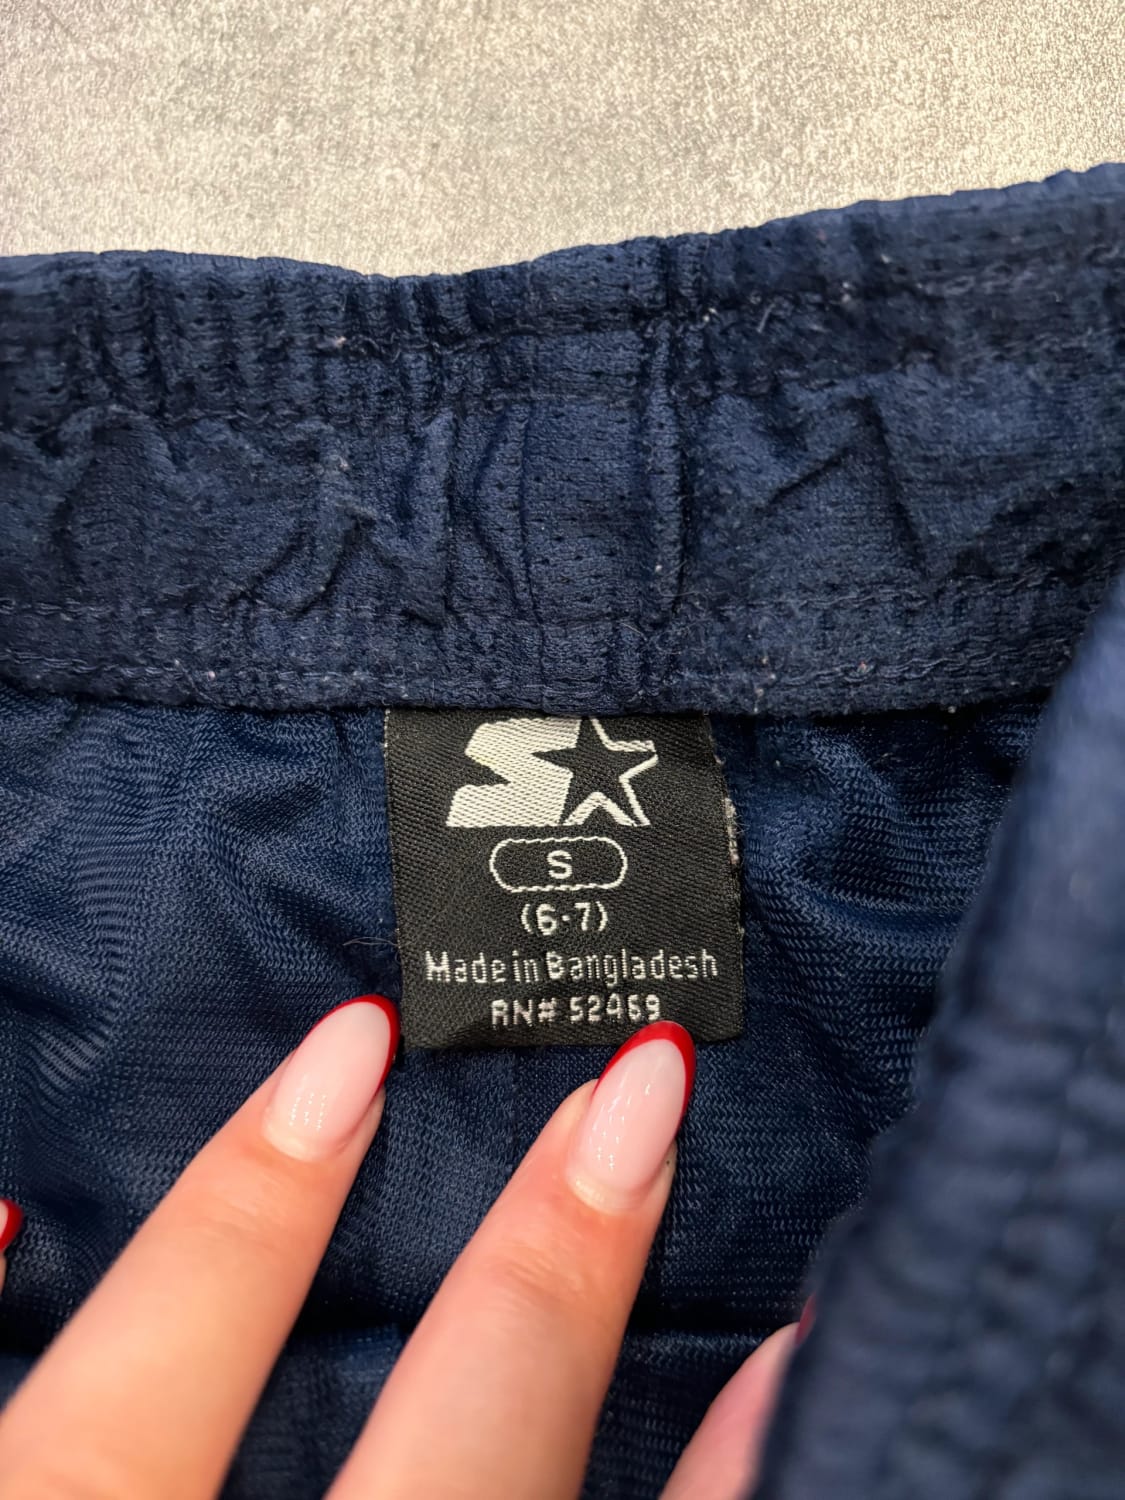 S
(6-7)
Made in Bangladesh
RN# 52469